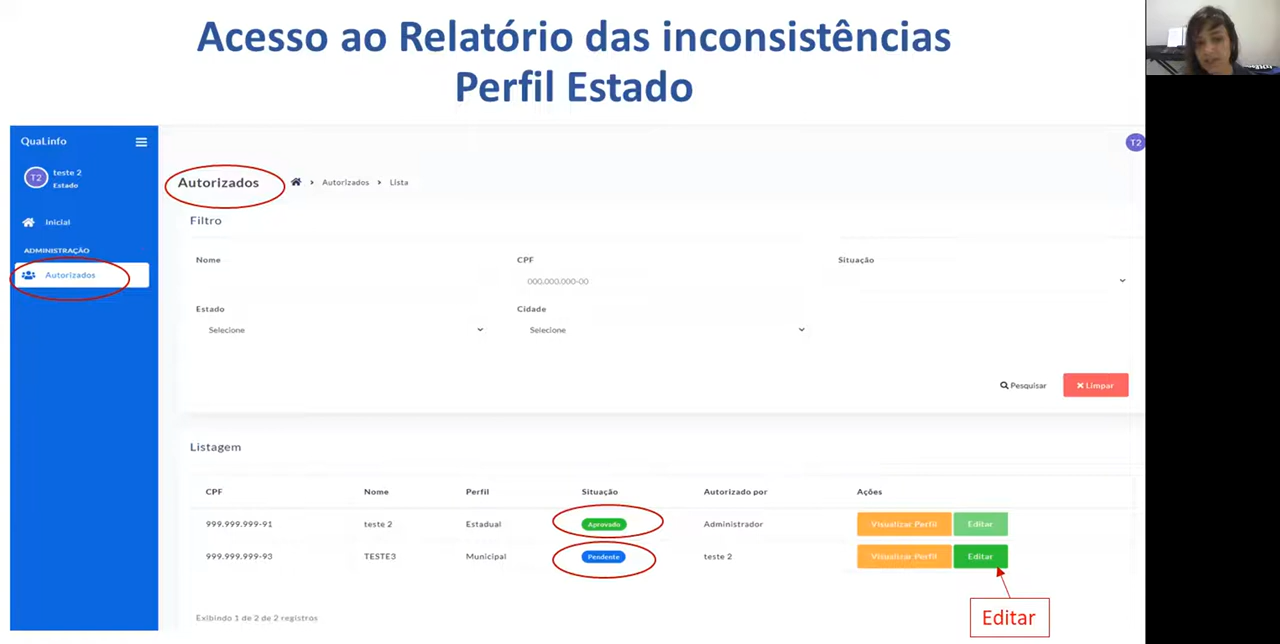 Acesso ao Relatório das inconsistências
Perfil Estado
QuaLinfo
T2
teste 2
Estado
Inicial
ADMINISTRAÇÃO
Autorizados
T2
Autorizados > Autorizados > Lista
Filtro
Nome CPF Situação
000.000.000-00
Estado Cidade
Selecione Selecione
Pesquisar Limpar
Listagem
CPF Nome Perfil Situação Autorizado por Ações
999.999.999-91 teste 2 Estadual Aprovado Administrador Visualizar Perfil Editar
999.999.999-93 TESTE3 Municipal Pendente teste 2 Visualizar Perfil Editar
Exibindo 1 de 2 de 2 registros
Editar